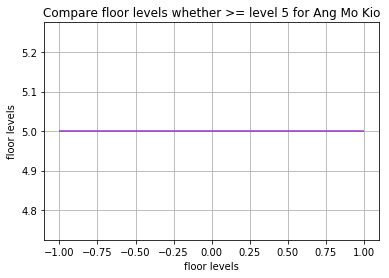 Compare floor levels whether >= level 5 for Ang Mo Kio
5.2
5.1
5.0
4.9
4.8
floor levels
−1.00 −0.75 −0.50 −0.25 0.00 0.25 0.50 0.75 1.00
floor levels